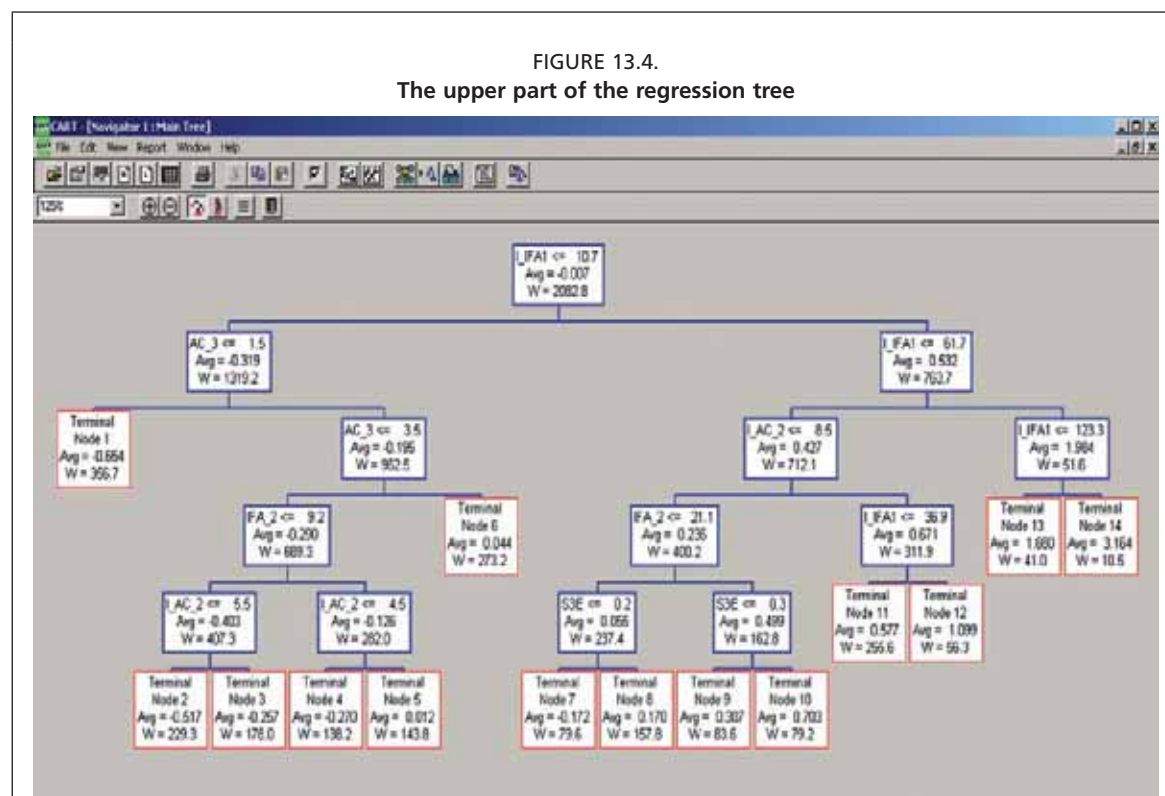 FIGURE 13.4.
The upper part of the regression tree
CART - [Navigator 1 : Main Tree]
File Edit View Report Window Help
125%
I_IFA1 <= 10.7
Avg = -0.007
W = 2082.8
AC_3 <= 1.5
Avg = -0.319
W = 1319.2
I_IFA1 <= 61.7
Avg = 0.532
W = 763.7
Terminal
Node 1
Avg = -0.654
W = 356.7
AC_3 <= 3.5
Avg = -0.195
W = 962.5
I_AC_2 <= 8.5
Avg = 0.427
W = 712.1
I_IFA1 <= 123.3
Avg = 1.984
W = 51.6
IFA_2 <= 9.2
Avg = -0.290
W = 689.3
Terminal
Node 6
Avg = 0.044
W = 273.2
IFA_2 <= 21.1
Avg = 0.236
W = 400.2
I_IFA1 <= 36.9
Avg = 0.671
W = 311.9
Terminal
Node 13
Avg = 1.680
W = 41.0
Terminal
Node 14
Avg = 3.164
W = 10.5
I_AC_2 <= 5.5
Avg = -0.403
W = 407.3
I_AC_2 <= 4.5
Avg = -0.126
W = 282.0
S3E <= 0.2
Avg = 0.056
W = 237.4
S3E <= 0.3
Avg = 0.499
W = 162.8
Terminal
Node 11
Avg = 0.577
W = 255.6
Terminal
Node 12
Avg = 1.099
W = 56.3
Terminal
Node 2
Avg = -0.517
W = 229.3
Terminal
Node 3
Avg = -0.257
W = 178.0
Terminal
Node 4
Avg = -0.270
W = 138.2
Terminal
Node 5
Avg = 0.012
W = 143.8
Terminal
Node 7
Avg = -0.172
W = 79.6
Terminal
Node 8
Avg = 0.170
W = 157.8
Terminal
Node 9
Avg = 0.307
W = 83.6
Terminal
Node 10
Avg = 0.703
W = 79.2